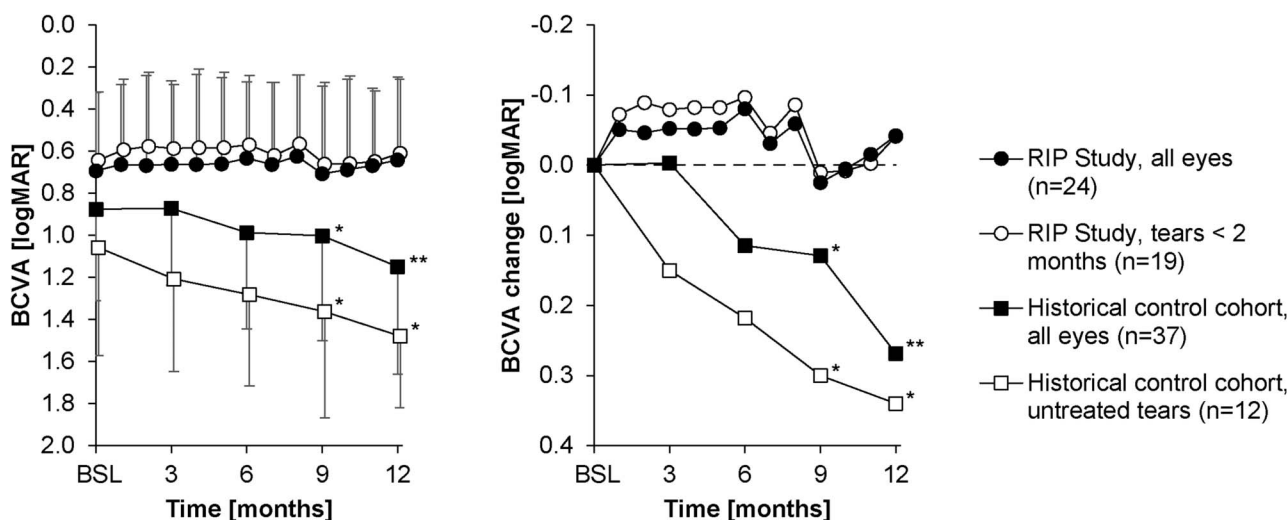 BCVA [logMAR]
0.0
0.2
0.4
0.6
0.8
1.0
1.2
1.4
1.6
1.8
2.0
*
**
*
*
BSL 3 6 9 12
Time [months]
BCVA change [logMAR]
-0.2
-0.1
0.0
0.1
0.2
0.3
0.4
*
**
*
*
BSL 3 6 9 12
Time [months]
RIP Study, all eyes
(n=24)
RIP Study, tears < 2
months (n=19)
Historical control cohort,
all eyes (n=37)
Historical control cohort,
untreated tears (n=12)